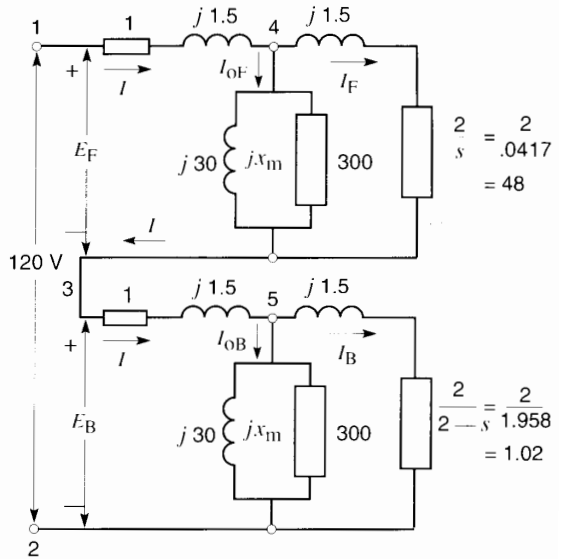 1
1
j 1.5
4
j 1.5
+
I
I_oF
I_F
E_F
j 30
jx_m
300
2/s = 2/.0417
= 48
I
120 V
3
1
j 1.5
5
j 1.5
+
I
I_oB
I_B
E_B
j 30
jx_m
300
2/2 — s = 2/1.958
= 1.02
2